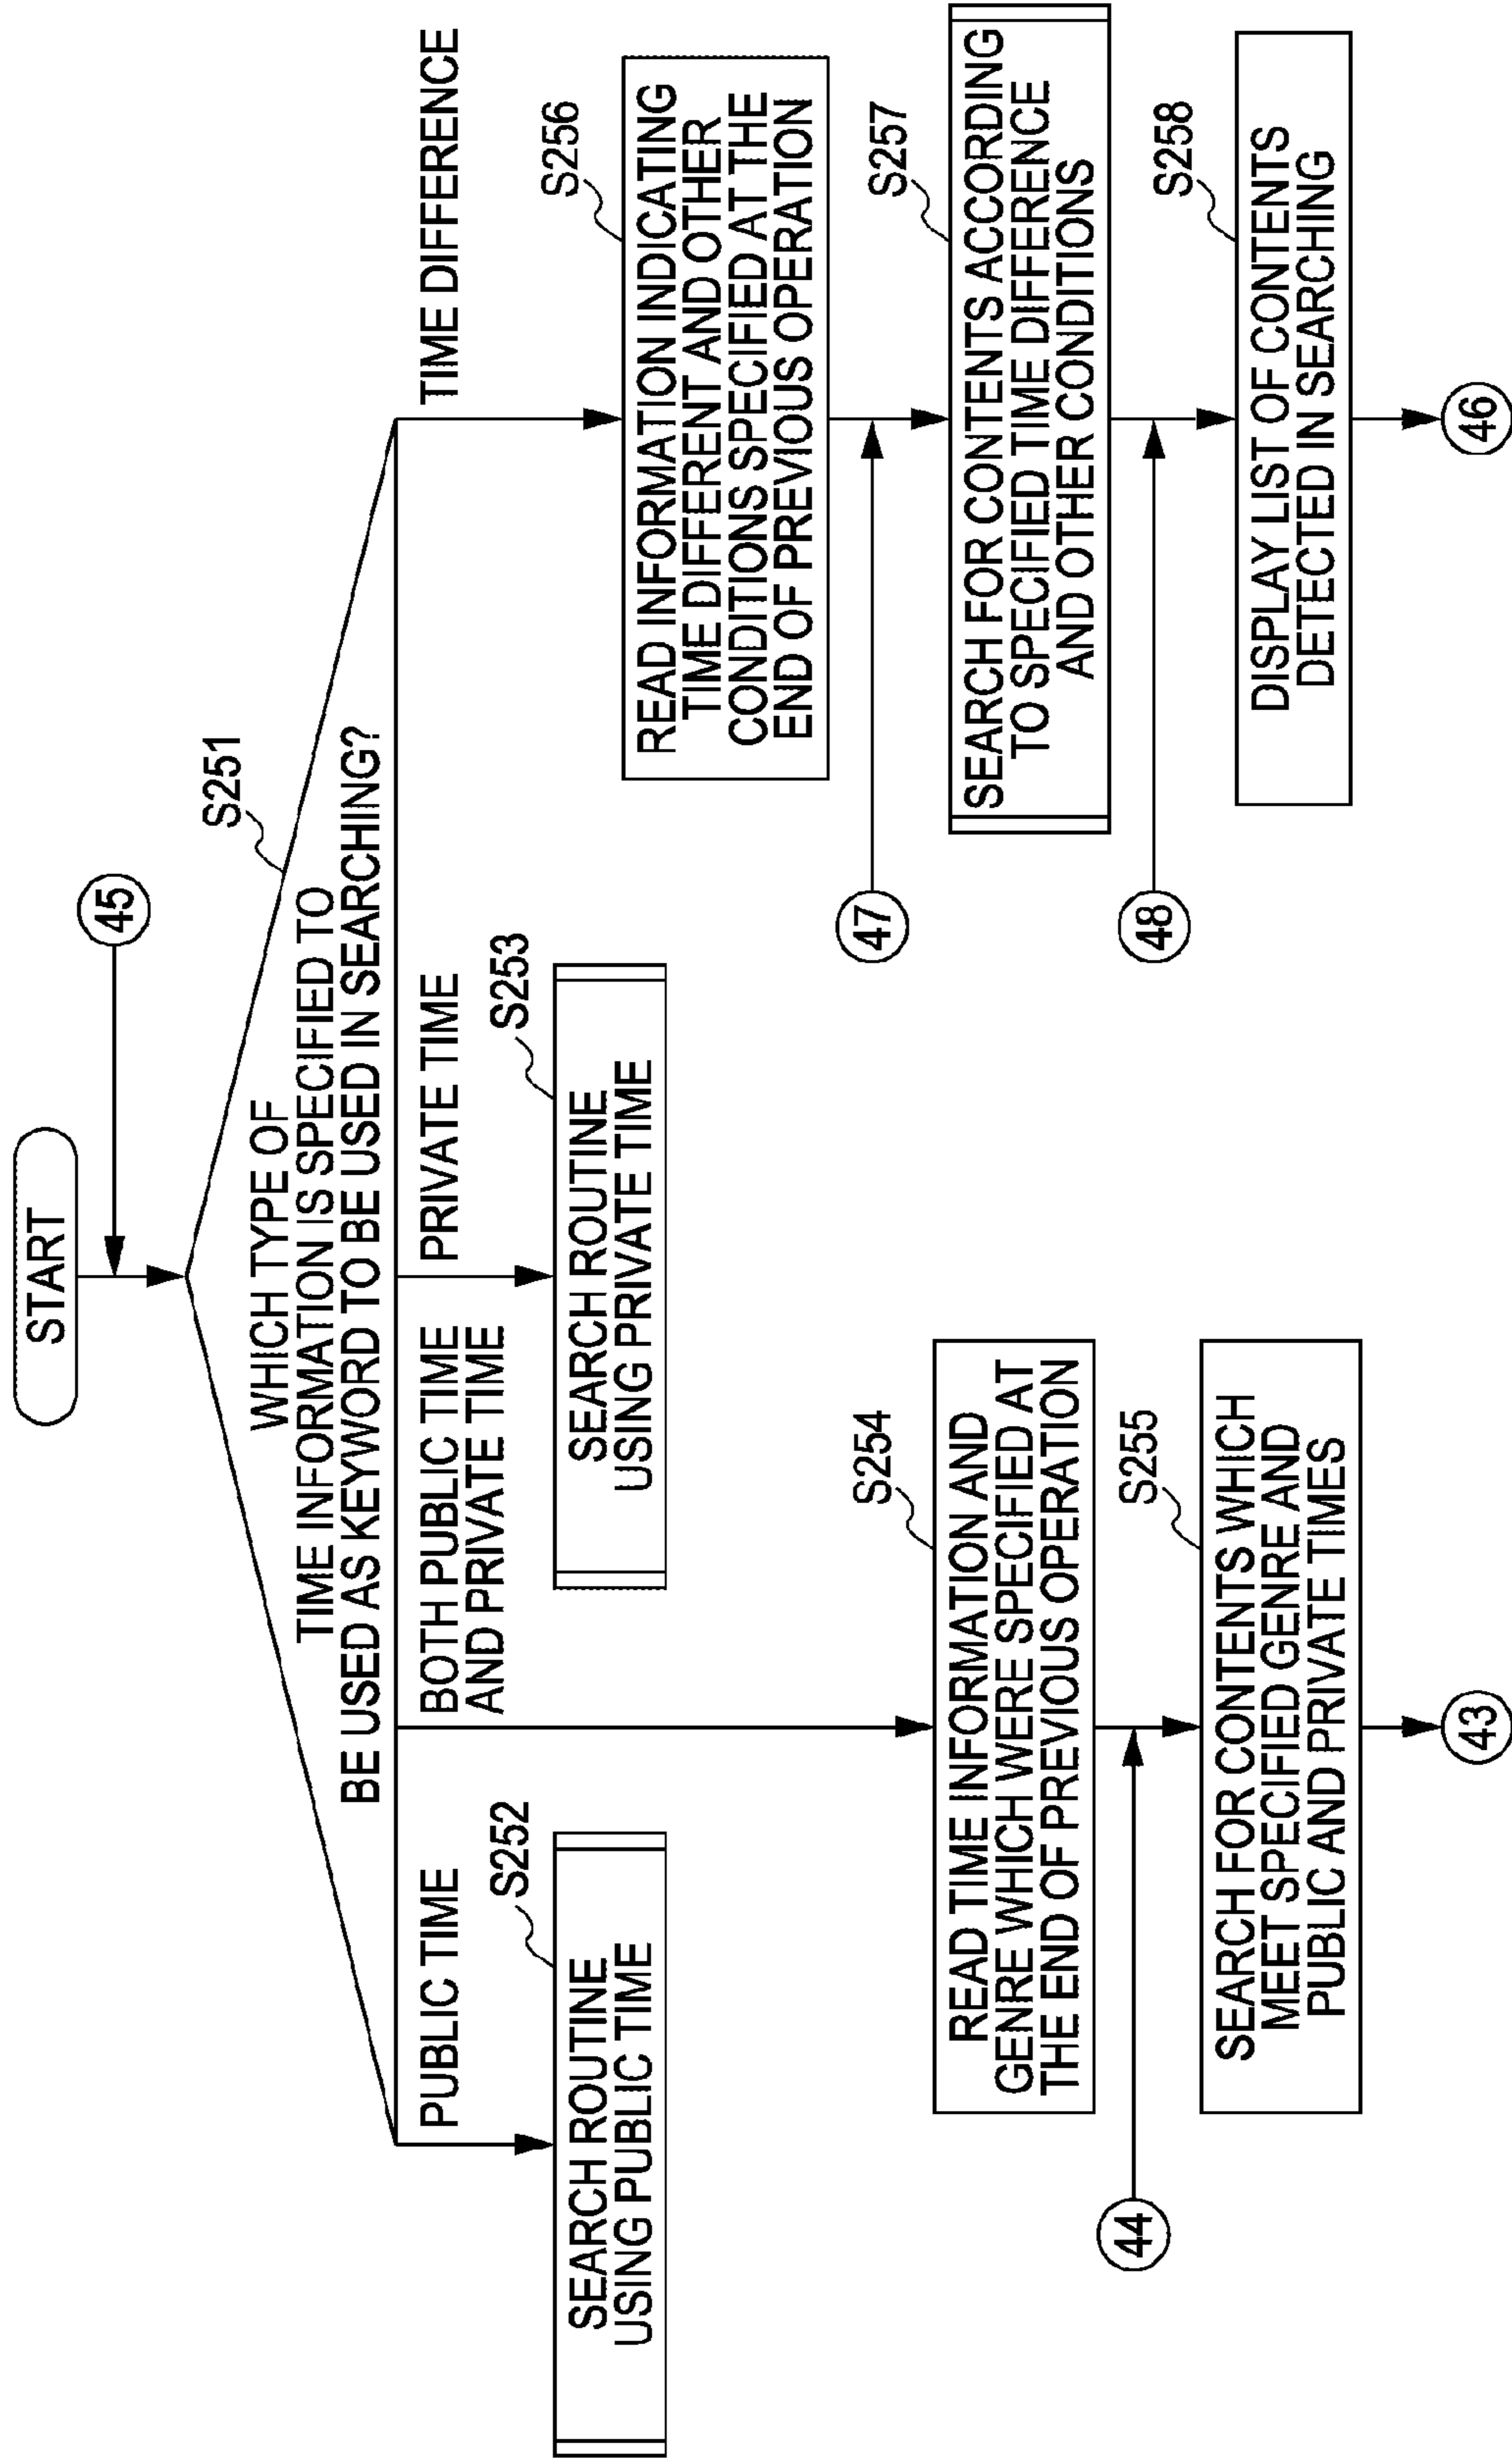 START
45
S251
WHICH TYPE OF
TIME INFORMATION IS SPECIFIED TO
BE USED AS KEYWORD TO BE USED IN SEARCHING?
PUBLIC TIME
BOTH PUBLIC TIME
AND PRIVATE TIME
PRIVATE TIME
TIME DIFFERENCE
S252
SEARCH ROUTINE
USING PUBLIC TIME
S253
SEARCH ROUTINE
USING PRIVATE TIME
S254
READ TIME INFORMATION AND
GENRE WHICH WERE SPECIFIED AT
THE END OF PREVIOUS OPERATION
44
S255
SEARCH FOR CONTENTS WHICH
MEET SPECIFIED GENRE AND
PUBLIC AND PRIVATE TIMES
43
S256
READ INFORMATION INDICATING
TIME DIFFERENT AND OTHER
CONDITIONS SPECIFIED AT THE
END OF PREVIOUS OPERATION
47
S257
SEARCH FOR CONTENTS ACCORDING
TO SPECIFIED TIME DIFFERENCE
AND OTHER CONDITIONS
48
S258
DISPLAY LIST OF CONTENTS
DETECTED IN SEARCHING
46